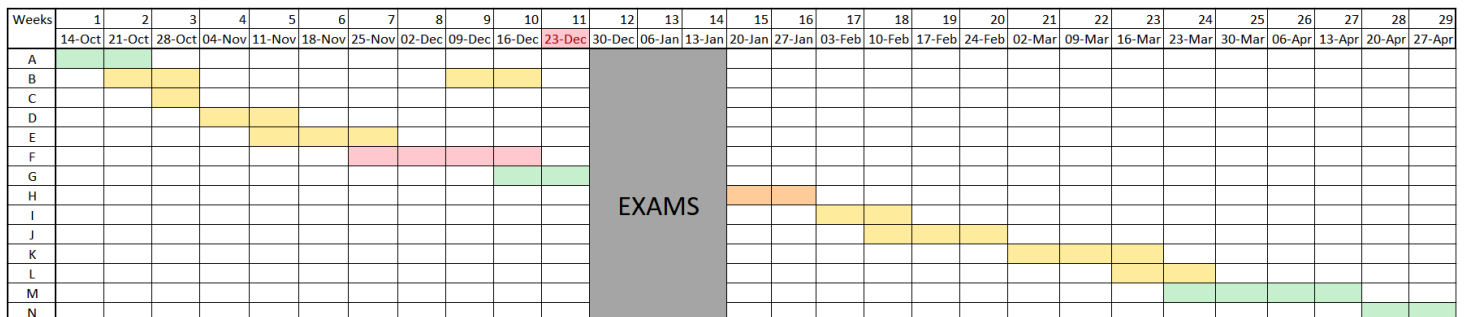 Weeks 1 2 3 4 5 6 7 8 9 10 11 12 13 14 15 16 17 18 19 20 21 22 23 24 25 26 27 28 29
14-Oct 21-Oct 28-Oct 04-Nov 11-Nov 18-Nov 25-Nov 02-Dec 09-Dec 16-Dec 23-Dec 30-Dec 06-Jan 13-Jan 20-Jan 27-Jan 03-Feb 10-Feb 17-Feb 24-Feb 02-Mar 09-Mar 16-Mar 23-Mar 30-Mar 06-Apr 13-Apr 20-Apr 27-Apr
A
B
C
D
E
F
G
H
EXAMS
I
J
K
L
M
N